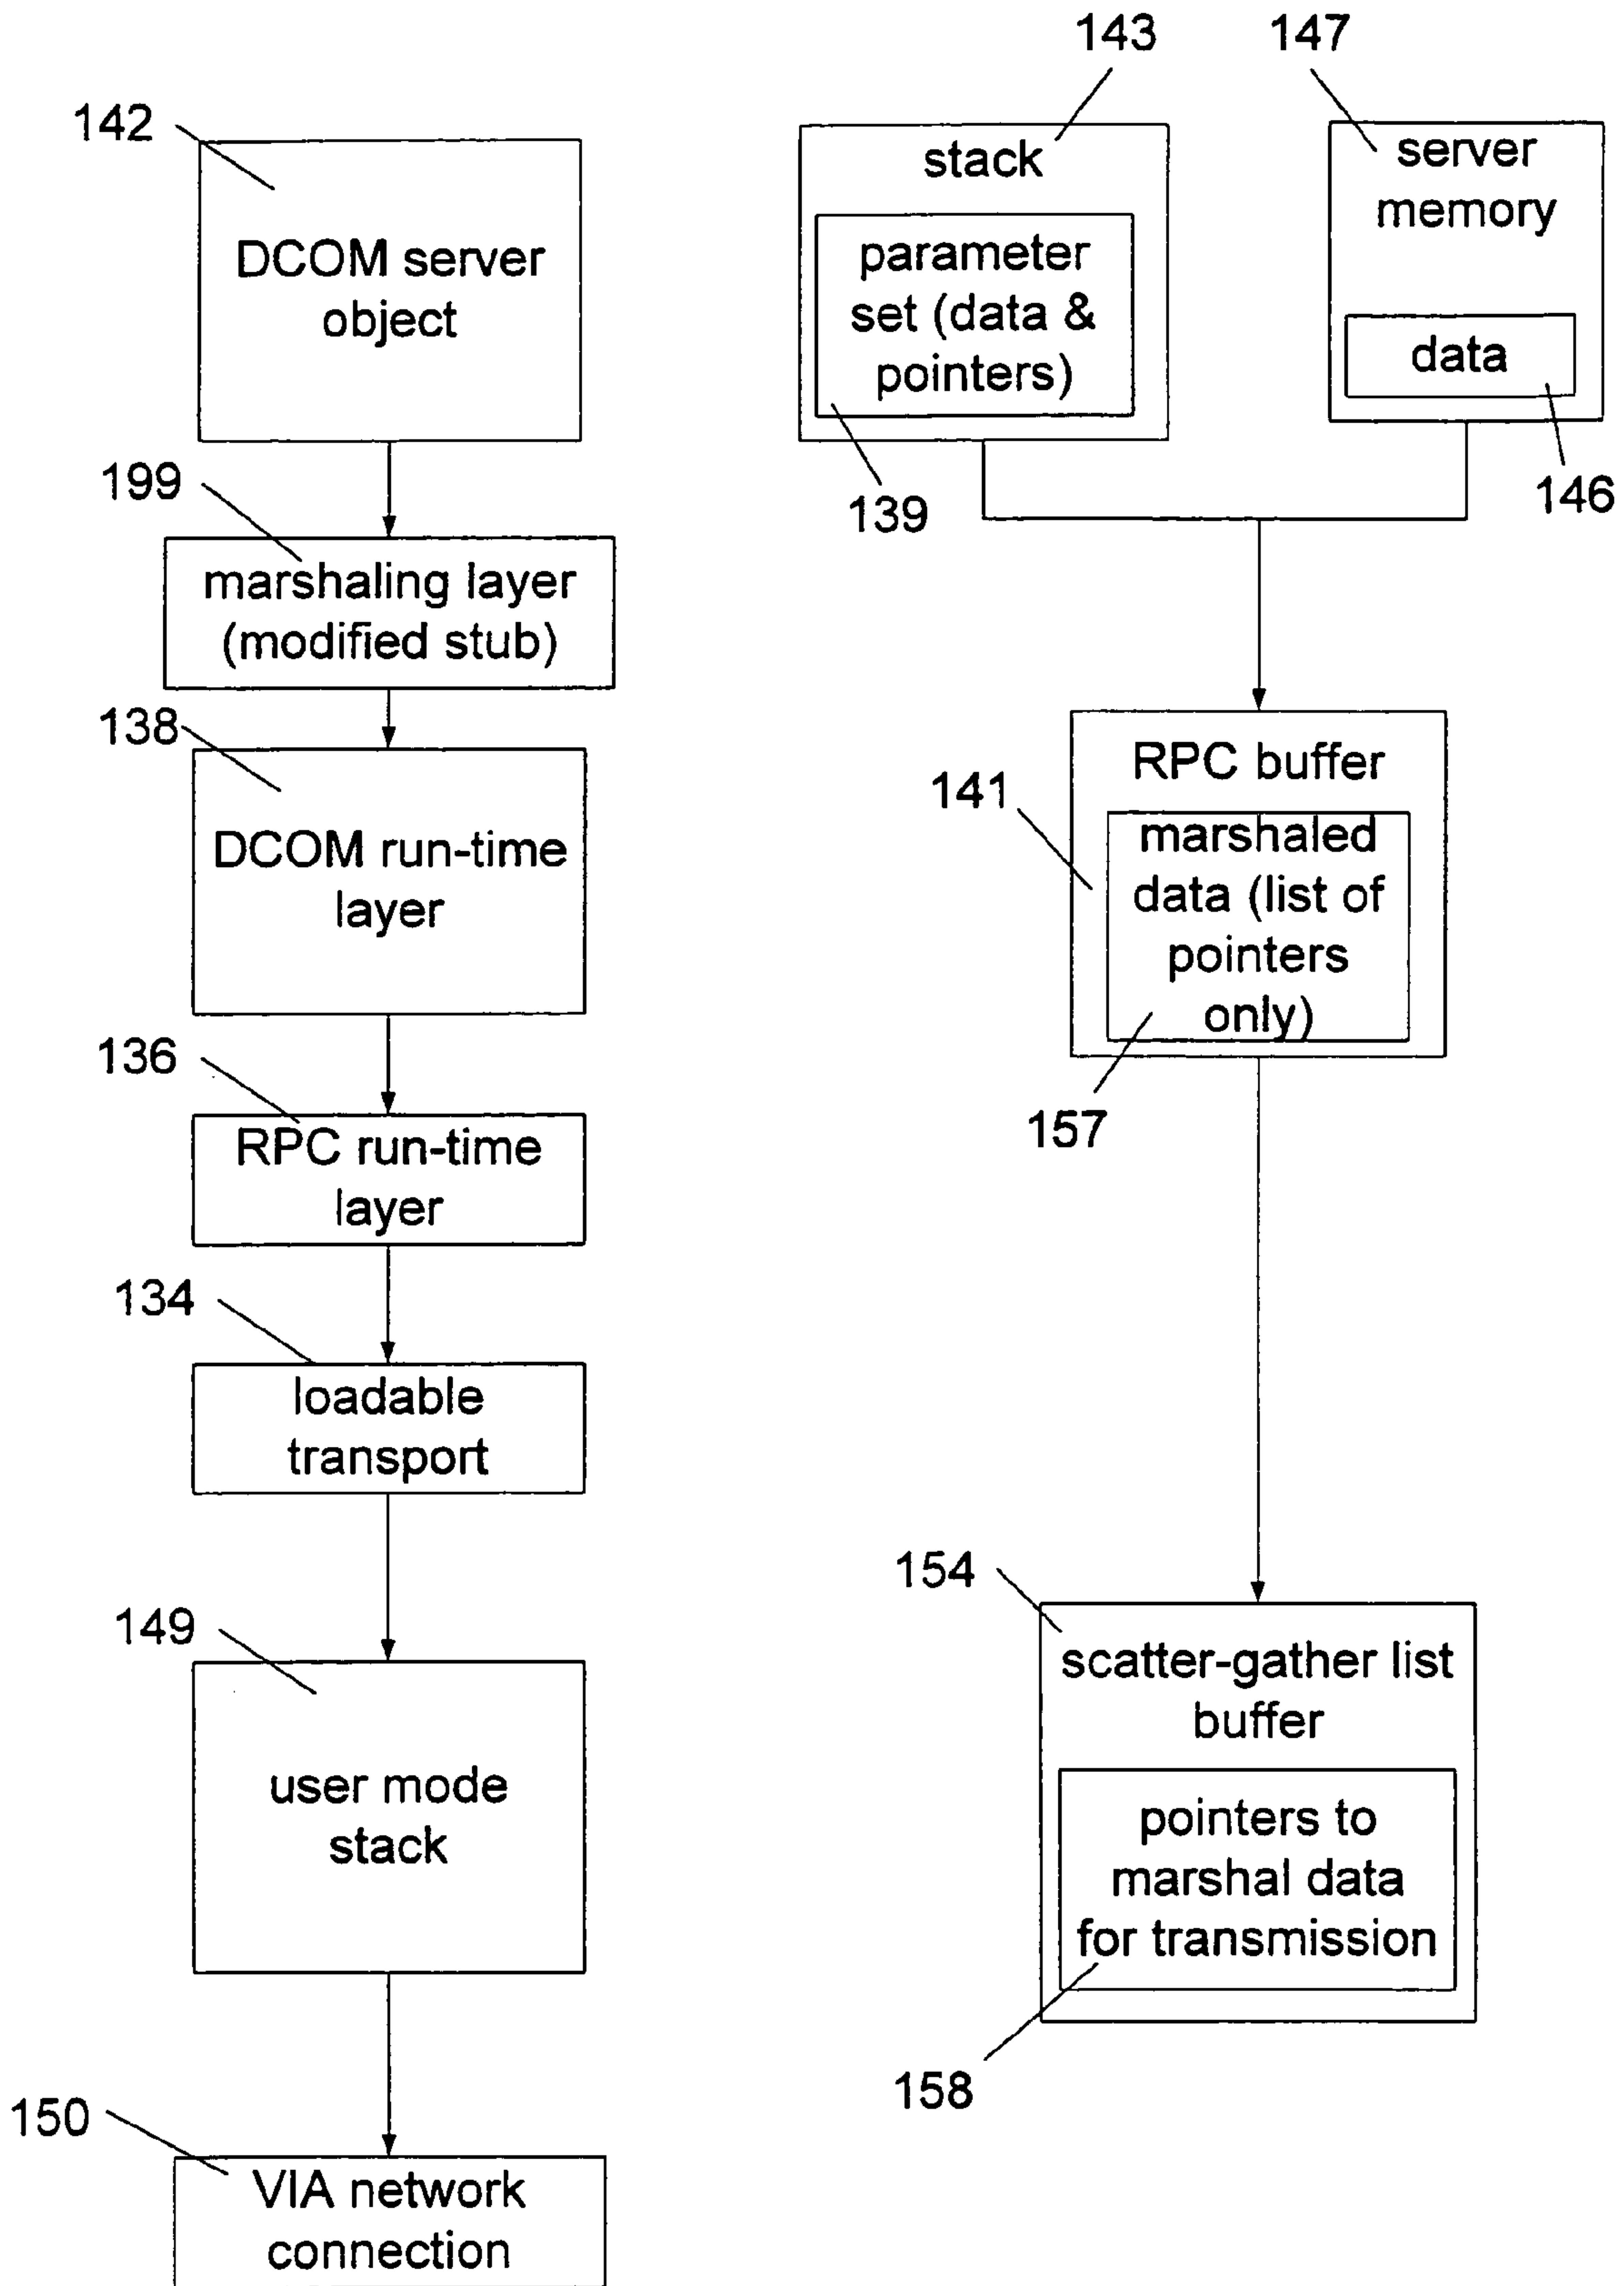 143
147
142
stack
server
memory
DCOM server
object
parameter
set (data &
pointers)
data
199
139
146
marshaling layer
(modified stub)
138
RPC buffer
141
marshaled
data (list of
pointers
only)
DCOM run-time
layer
136
157
RPC run-time
layer
134
loadable
transport
154
149
scatter-gather list
buffer
user mode
stack
pointers to
marshal data
for transmission
158
150
VIA network
connection